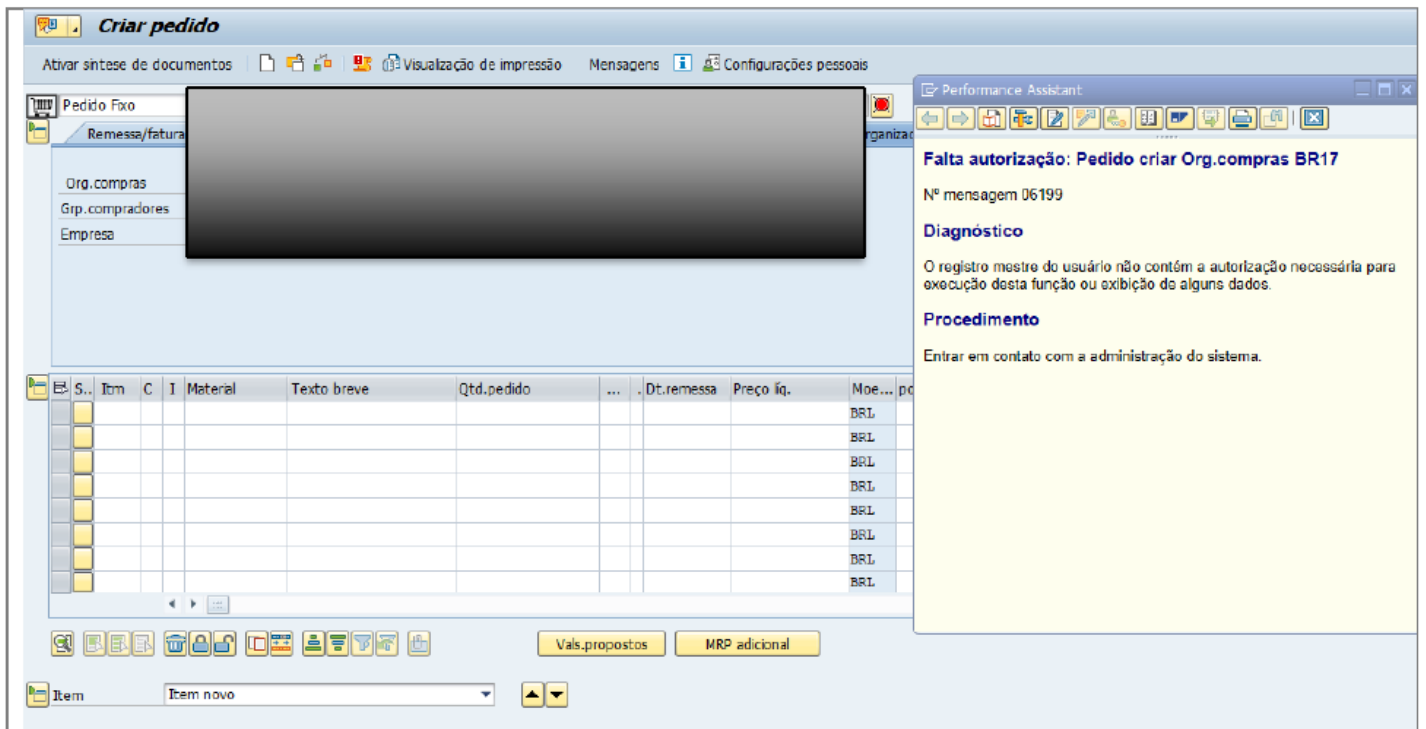 Criar pedido
Ativar síntese de documentos
Visualização de impressão
Mensagens
Configurações pessoais
Pedido Fixo
Remessa/fatura
rganizac
Org.compras
Grp.compradores
Empresa
S.. Itm C I Material Texto breve Qtd.pedido ... . Dt.remessa Preço líq. Moe... po
BRL
BRL
BRL
BRL
BRL
BRL
BRL
BRL
Vals.propostos
MRP adicional
Item
Item novo
Performance Assistant
Falta autorização: Pedido criar Org.compras BR17
Nº mensagem 06199
Diagnóstico
O registro mestre do usuário não contém a autorização necessária para
execução desta função ou exibição de alguns dados.
Procedimento
Entrar em contato com a administração do sistema.